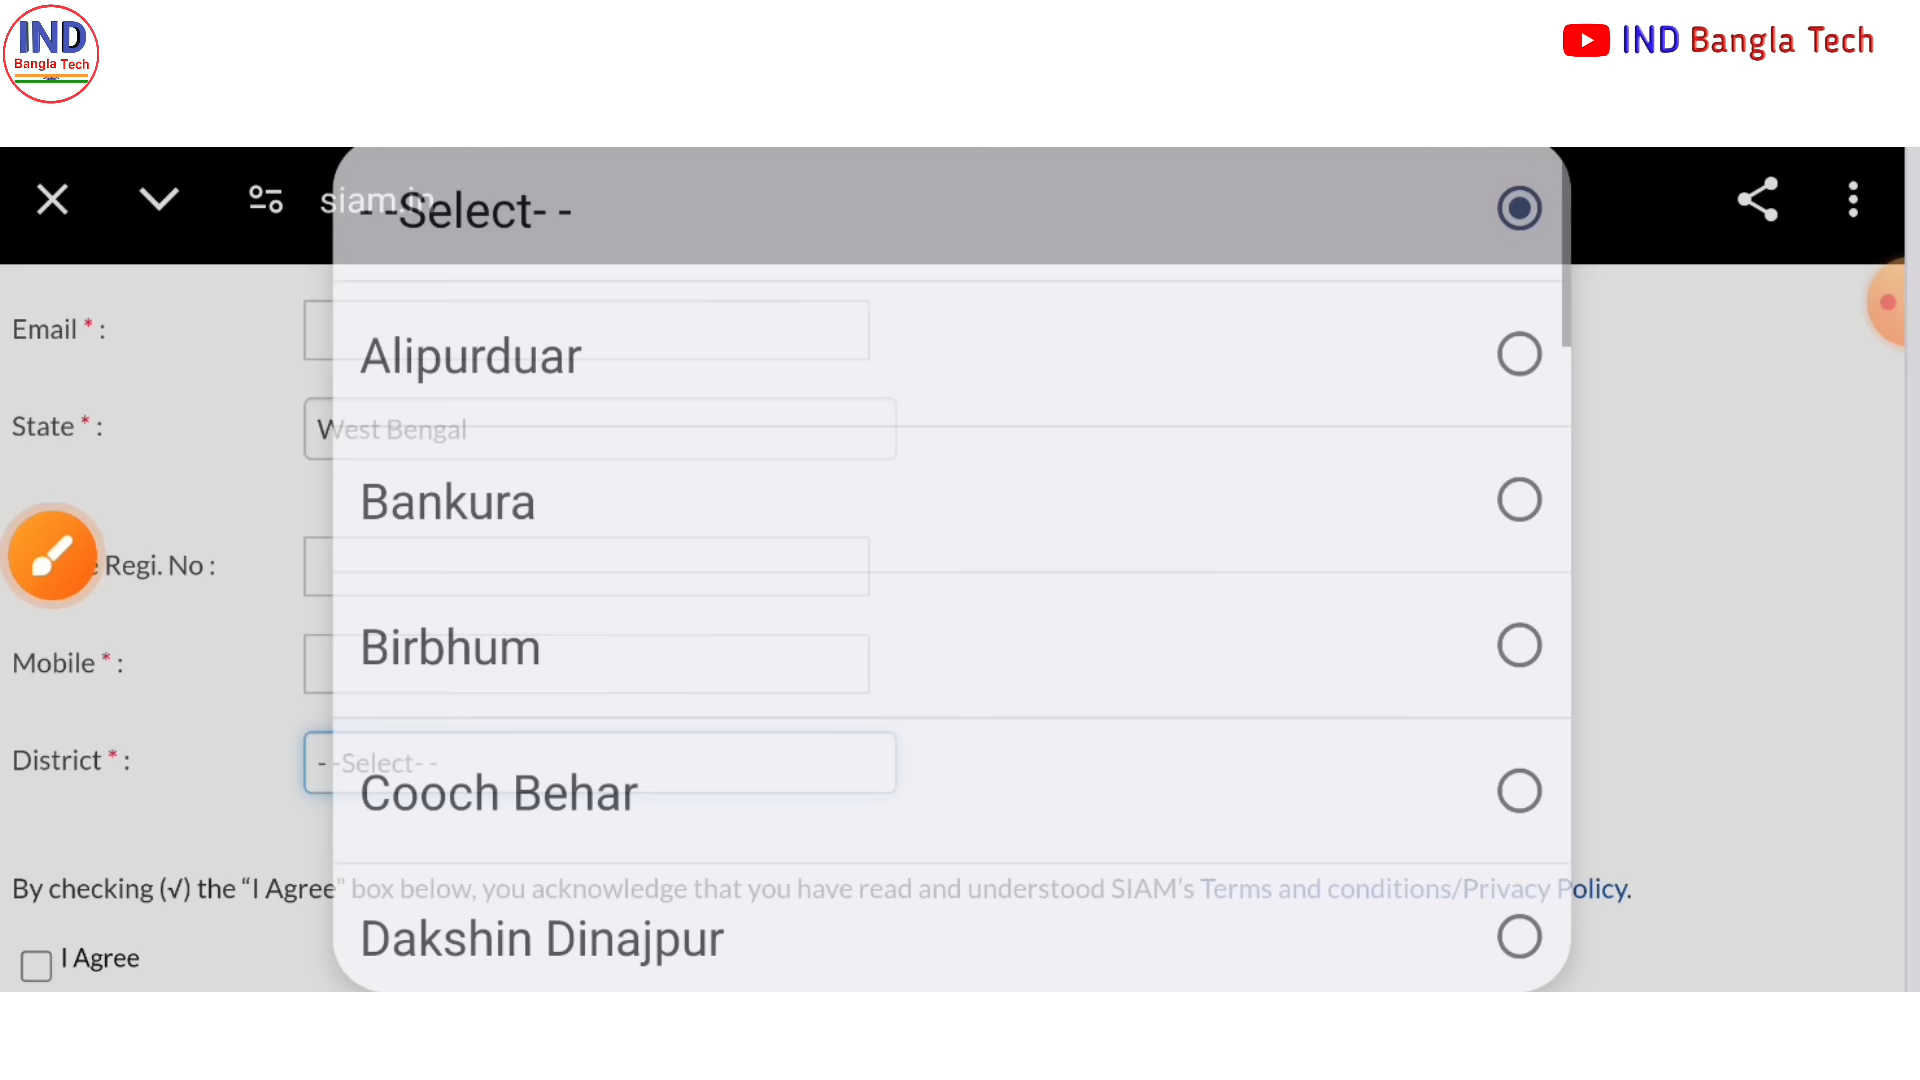 IND
Bangla Tech
IND Bangla Tech
siam.in
- -Select- -
Email * :
Alipurduar
State * :
West Bengal
Bankura
Regi. No :
Birbhum
Mobile * :
District * :
- -Select- -
Cooch Behar
By checking (√) the “I Agree” box below, you acknowledge that you have read and understood SIAM’s Terms and conditions/Privacy Policy.
Dakshin Dinajpur
I Agree